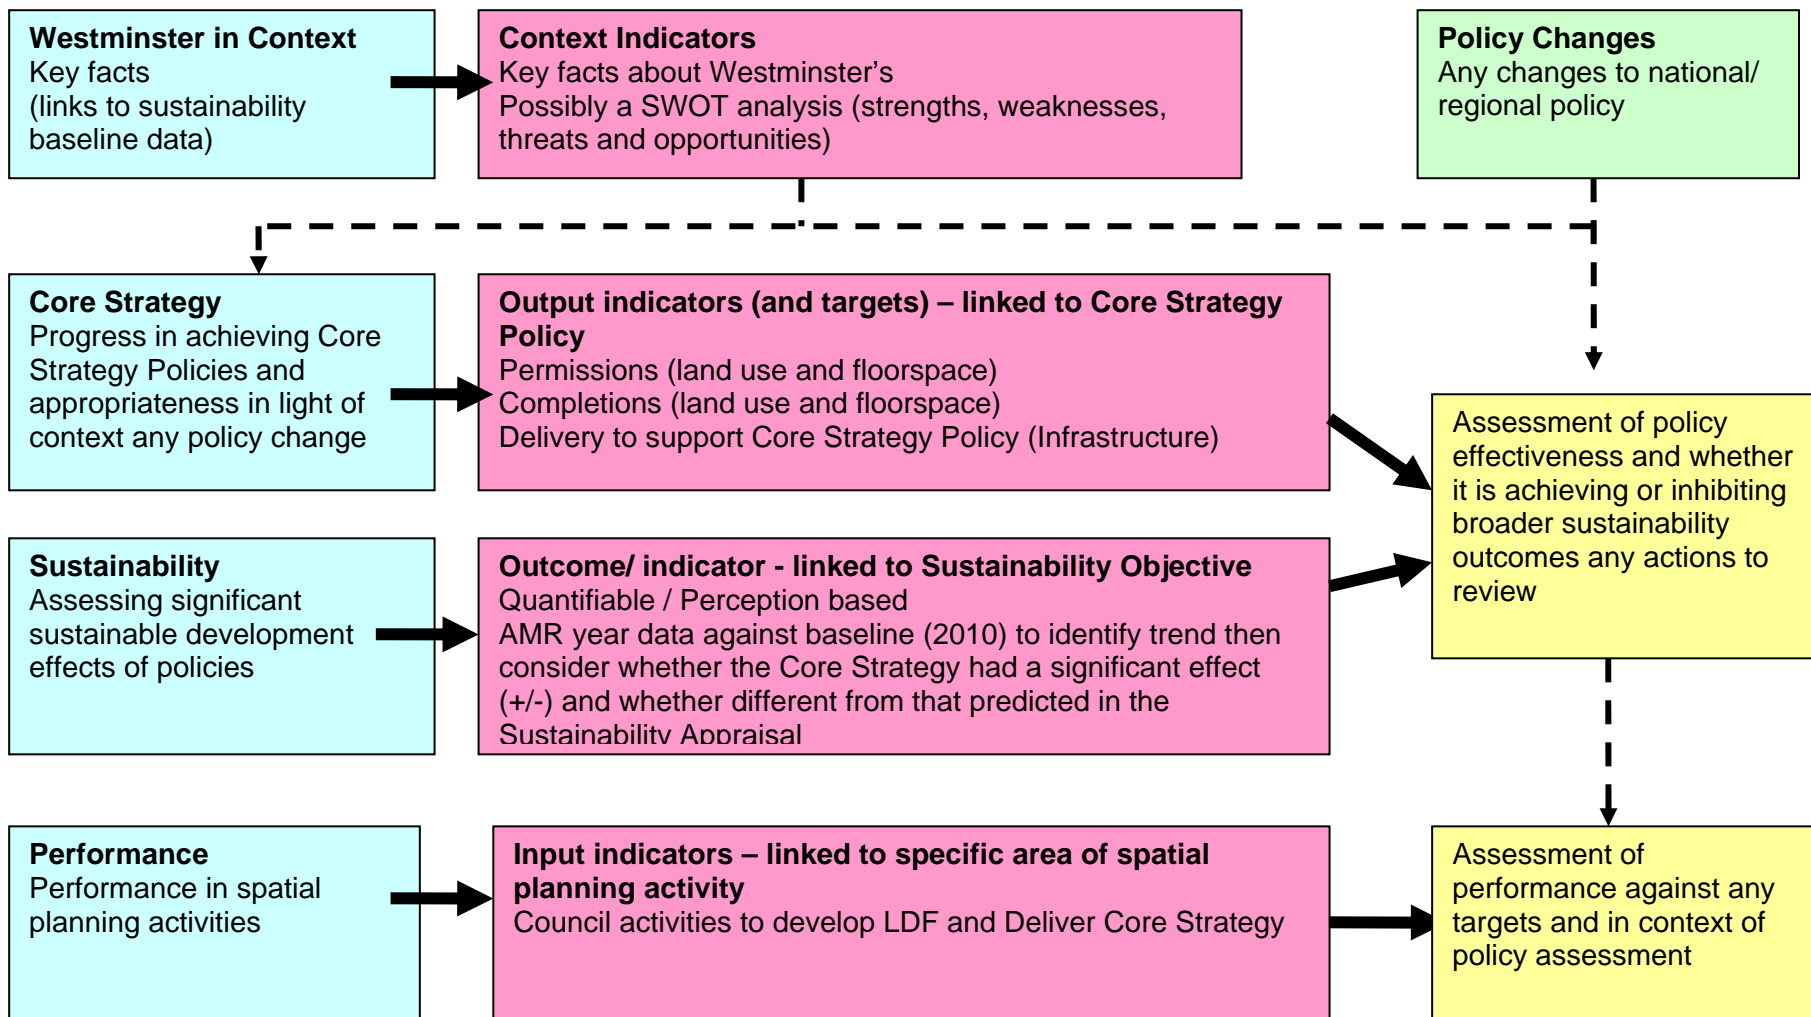 Westminster in Context
Key facts
(links to sustainability
baseline data)
Context Indicators
Key facts about Westminster's
Possibly a SWOT analysis (strengths, weaknesses,
threats and opportunities)
Policy Changes
Any changes to national/
regional policy
Core Strategy
Progress in achieving Core
Strategy Policies and
appropriateness in light of
context any policy change
Output indicators (and targets) – linked to Core Strategy
Policy
Permissions (land use and floorspace)
Completions (land use and floorspace)
Delivery to support Core Strategy Policy (Infrastructure)
Assessment of policy
effectiveness and whether
it is achieving or inhibiting
broader sustainability
outcomes any actions to
review
Sustainability
Assessing significant
sustainable development
effects of policies
Outcome/ indicator - linked to Sustainability Objective
Quantifiable / Perception based
AMR year data against baseline (2010) to identify trend then
consider whether the Core Strategy had a significant effect
(+/-) and whether different from that predicted in the
Sustainability Appraisal
Performance
Performance in spatial
planning activities
Input indicators – linked to specific area of spatial
planning activity
Council activities to develop LDF and Deliver Core Strategy
Assessment of
performance against any
targets and in context of
policy assessment